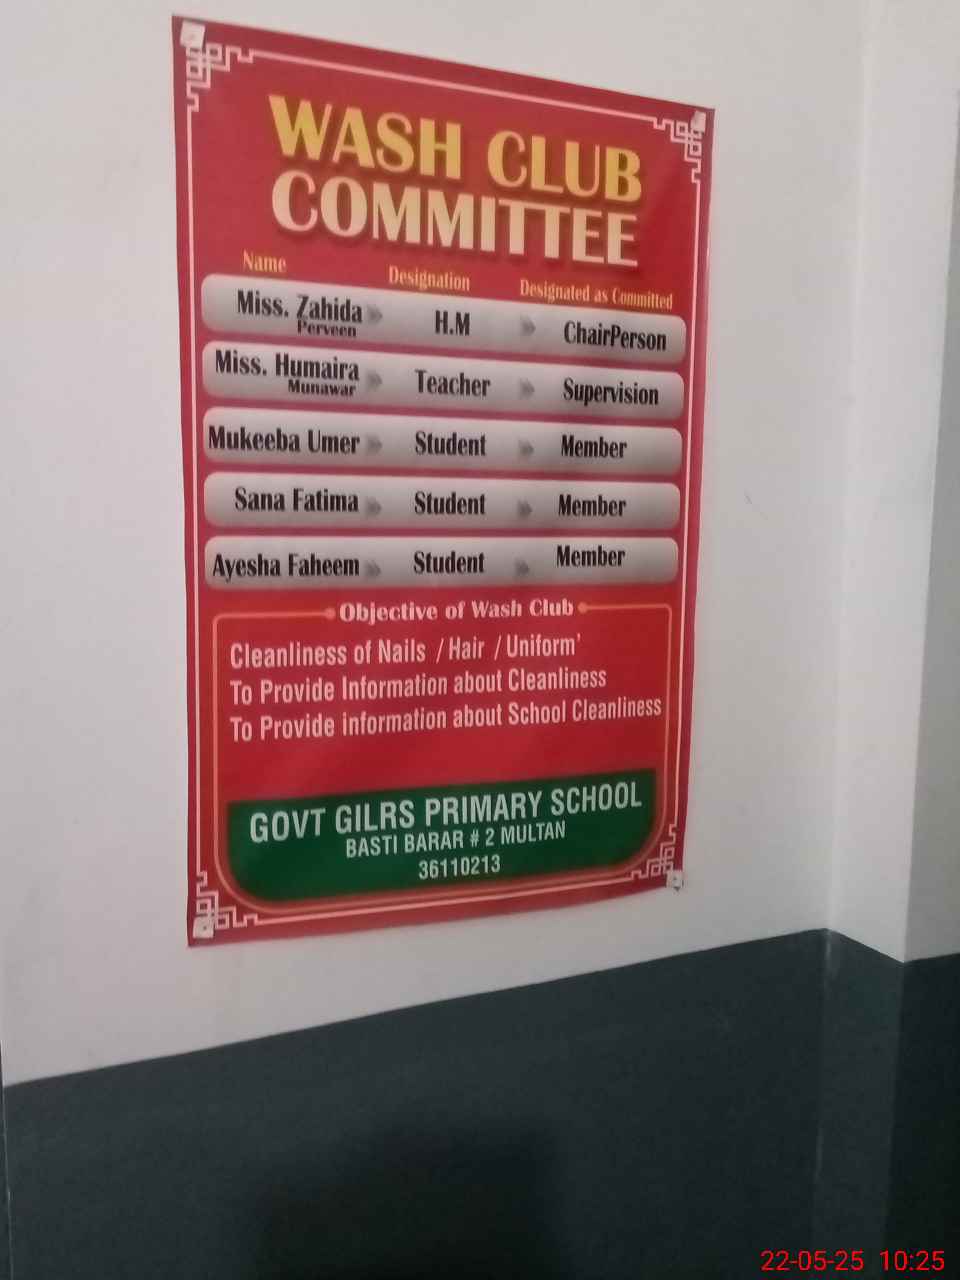 WASH CLUB
COMMITTEE
Name Designation Designated as Committed
Miss. Zahida Perveen H.M ChairPerson
Miss. Humaira Munawar Teacher Supervision
Mukeeba Umer Student Member
Sana Fatima Student Member
Ayesha Faheem Student Member
Objective of Wash Club
Cleanliness of Nails / Hair / Uniform'
To Provide Information about Cleanliness
To Provide information about School Cleanliness
GOVT GILRS PRIMARY SCHOOL
BASTI BARAR # 2 MULTAN
36110213
22-05-25 10:25